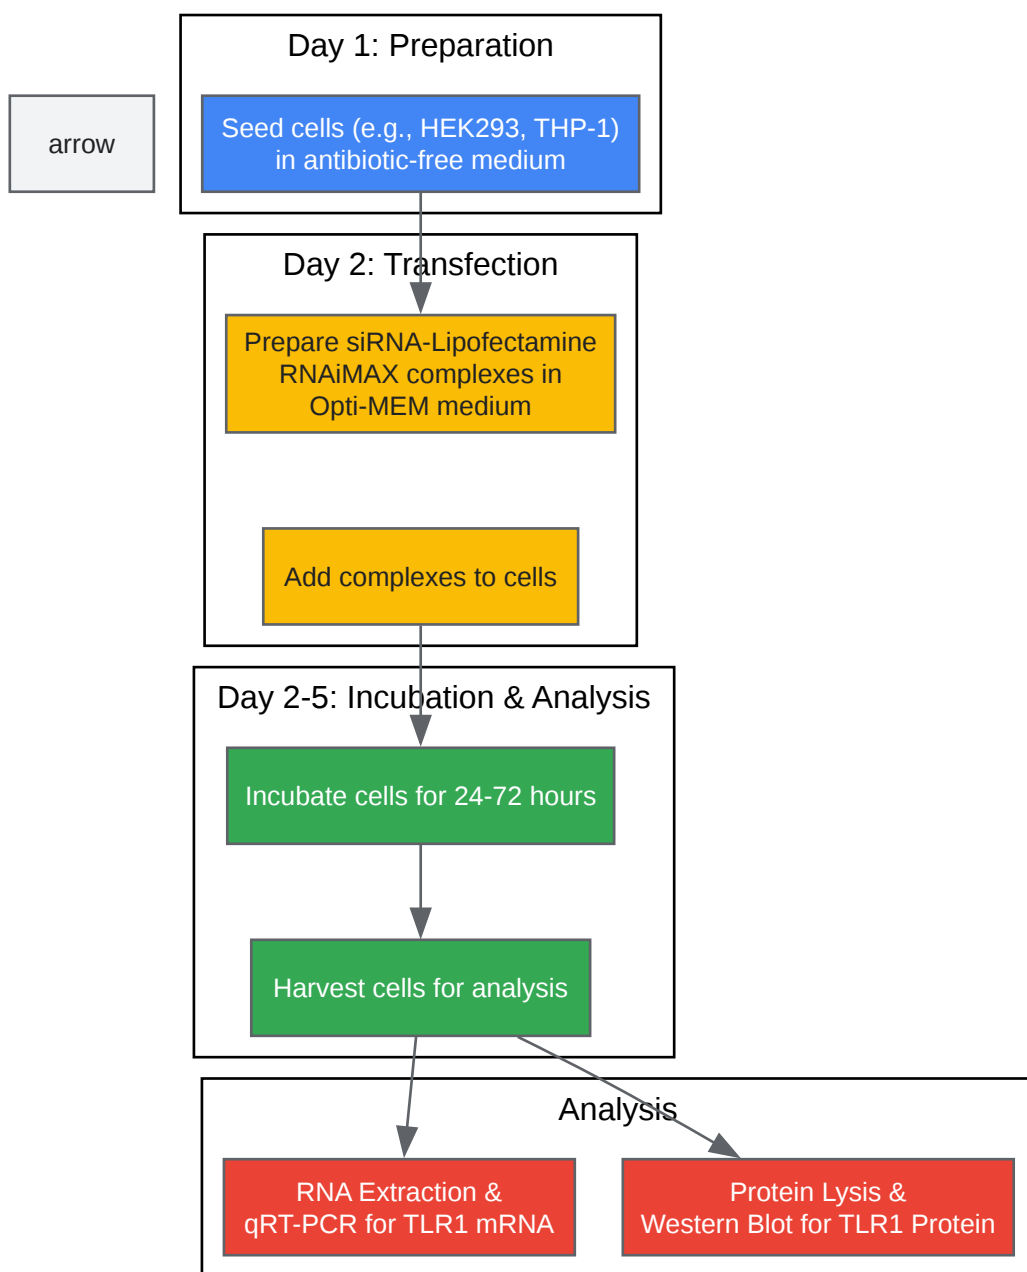 Day 1: Preparation
arrow
Seed cells (e.g., HEK293, THP-1)
in antibiotic-free medium
Day 2: Transfection
Prepare siRNA-Lipofectamine
RNAiMAX complexes in
Opti-MEM medium
Add complexes to cells
Day 2-5: Incubation & Analysis
Incubate cells for 24-72 hours
Harvest cells for analysis
Analysis
RNA Extraction &
qRT-PCR for TLR1 mRNA
Protein Lysis &
Western Blot for TLR1 Protein